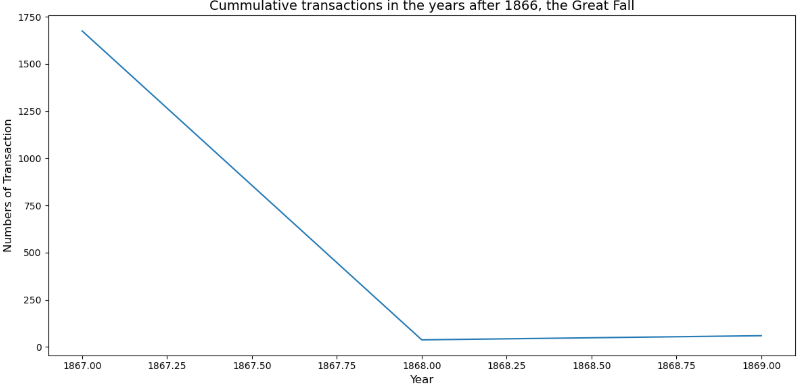 Cummulative transactions in the years after 1866, the Great Fall
1750
1500
1250
1000
750
500
250
0
Numbers of Transaction
1867.00 1867.25 1867.50 1867.75 1868.00 1868.25 1868.50 1868.75 1869.00
Year